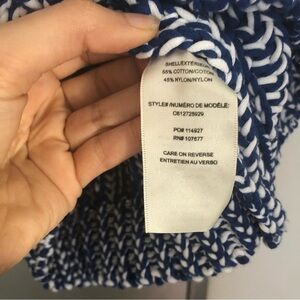 SHELL/EXTÉRIEUR
55% COTTON/COTON
45% NYLON/NYLON
STYLE#/NUMÉRO DE MODÈLE:
C612725929
PO# 114927
RN# 107677
CARE ON REVERSE
ENTRETIEN AU VERSO